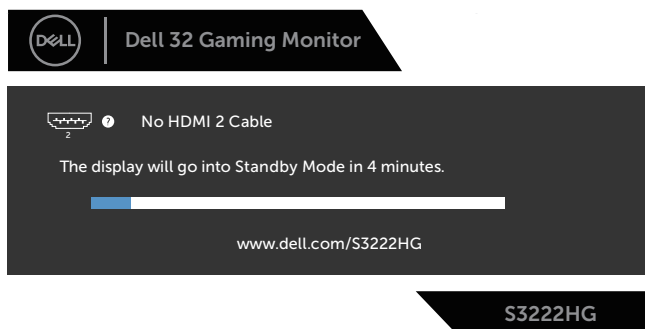 DELL
Dell 32 Gaming Monitor
2
? No HDMI 2 Cable
The display will go into Standby Mode in 4 minutes.
www.dell.com/S3222HG
S3222HG